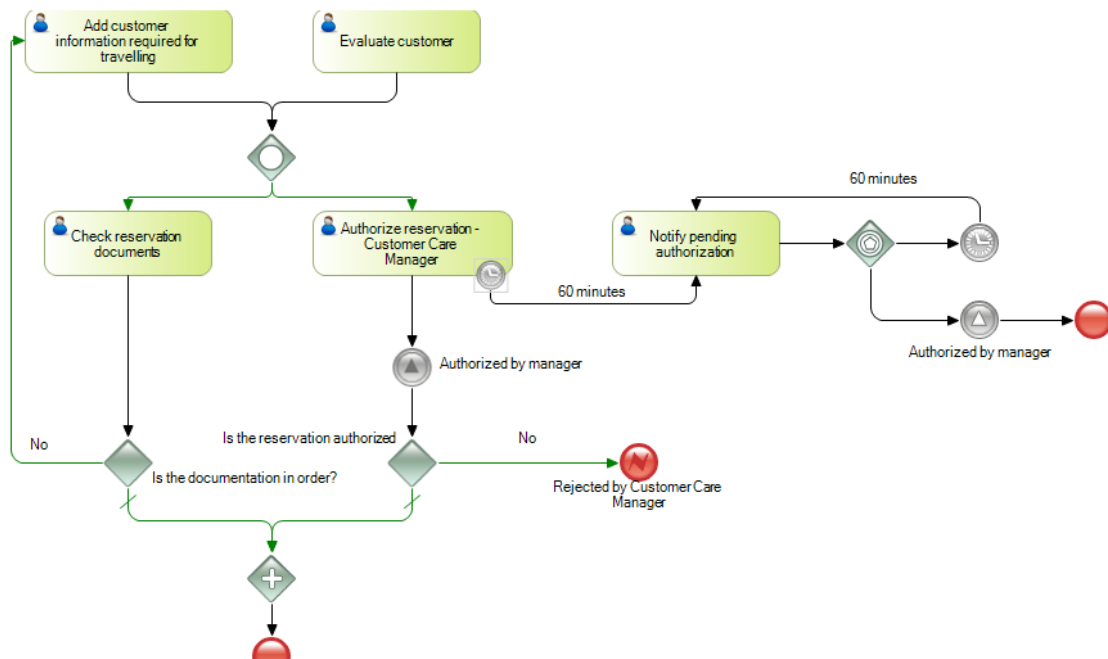 Add customer
information required for
travelling
Evaluate customer
60 minutes
Check reservation
documents
Authorize reservation -
Customer Care
Manager
Notify pending
authorization
60 minutes
Authorized by manager
Authorized by manager
Is the reservation authorized
No
No
Is the documentation in order?
Rejected by Customer Care
Manager